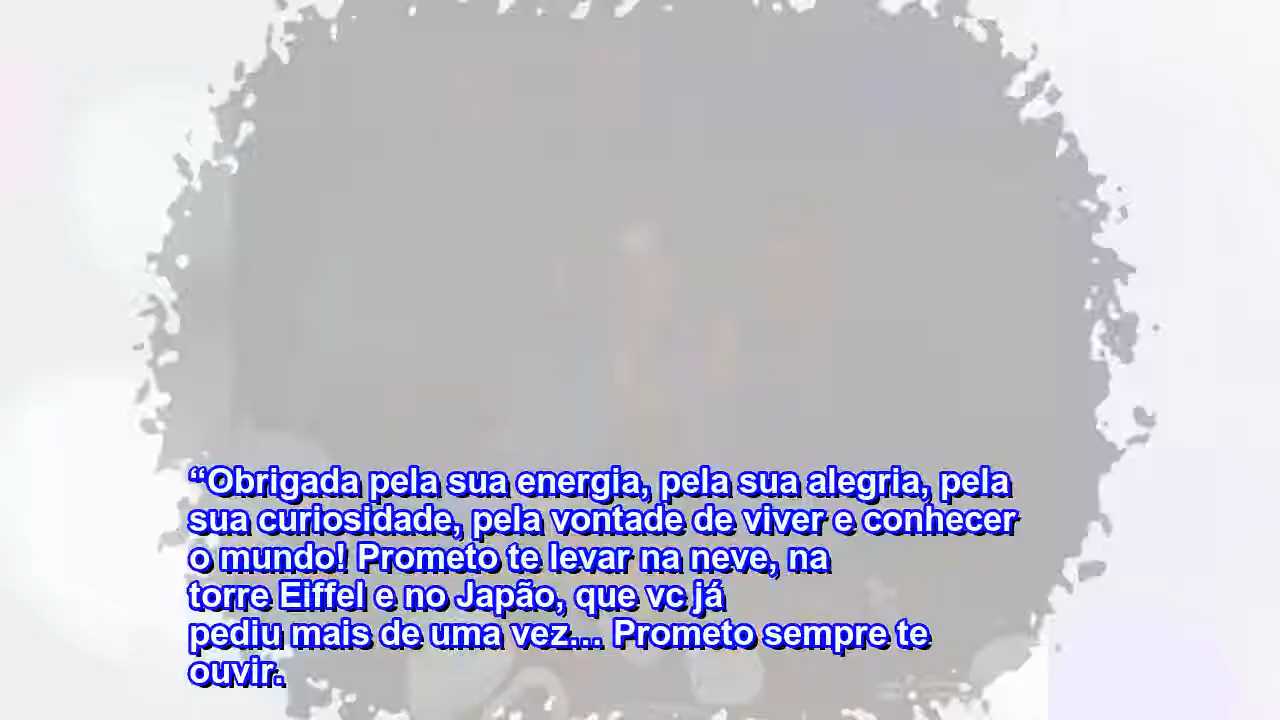 “Obrigada pela sua energia, pela sua alegria, pela
sua curiosidade, pela vontade de viver e conhecer
o mundo! Prometo te levar na neve, na
torre Eiffel e no Japão, que vc já
pediu mais de uma vez... Prometo sempre te
ouvir.